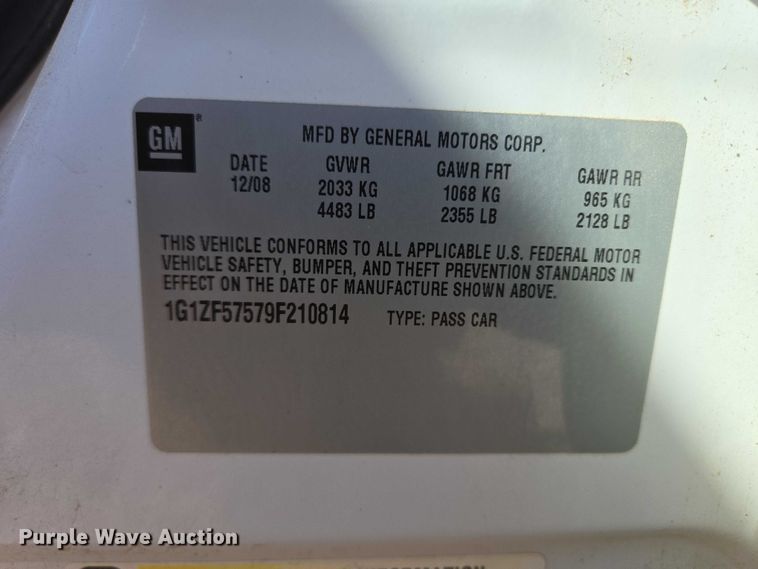 GM
®
MFD BY GENERAL MOTORS CORP.
DATE GVWR GAWR FRT GAWR RR
12/08 2033 KG 1068 KG 965 KG
4483 LB 2355 LB 2128 LB
THIS VEHICLE CONFORMS TO ALL APPLICABLE U.S. FEDERAL MOTOR
VEHICLE SAFETY, BUMPER, AND THEFT PREVENTION STANDARDS IN
EFFECT ON THE DATE OF MANUFACTURE SHOWN ABOVE.
1G1ZF57579F210814 TYPE: PASS CAR
Purple Wave Auction